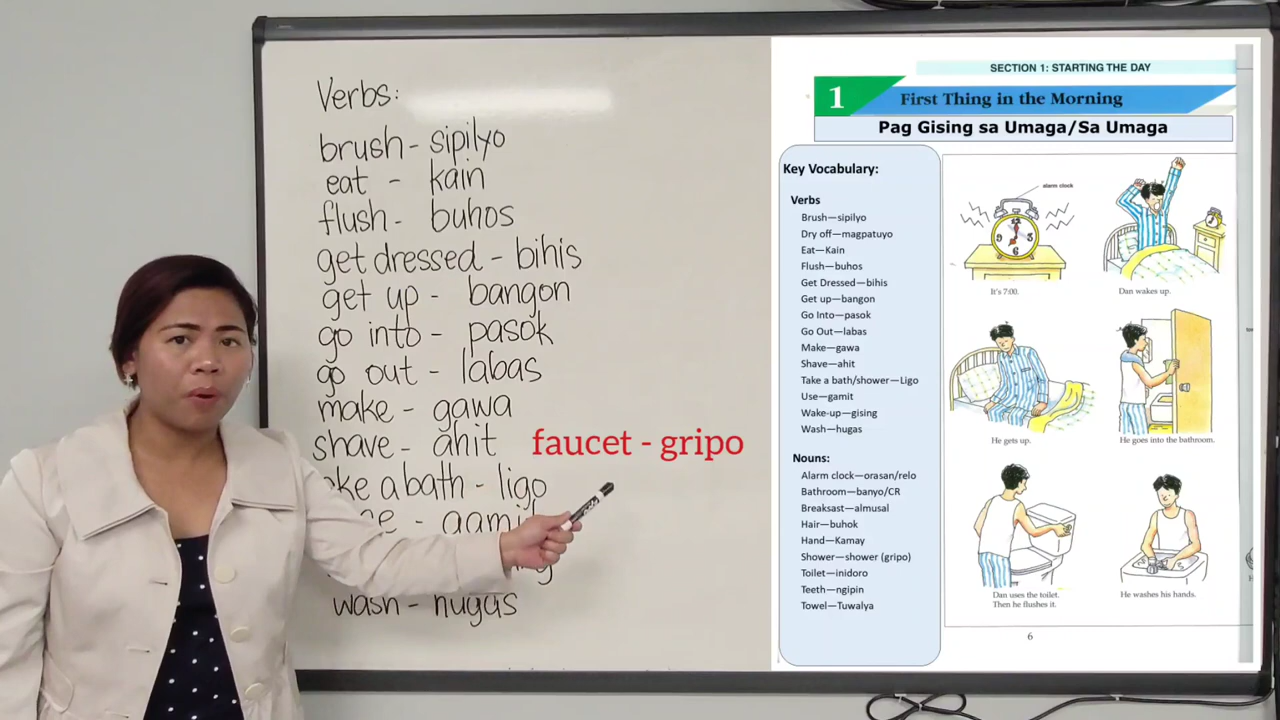 Verbs:
brush - sipilyo
eat - kain
flush - buhos
get dressed - bihis
get up - bangon
go into - pasok
go out - labas
make - gawa
shave - ahit
faucet - gripo
a bath - ligo
wash - hugas
SECTION 1: STARTING THE DAY
1
First Thing in the Morning
Pag Gising sa Umaga/Sa Umaga
Key Vocabulary:
Verbs
Brush—sipilyo
Dry off—magpatuyo
Eat—Kain
Flush—buhos
Get Dressed—bihis
Get up—bangon
Go Into—pasok
Go Out—labas
Make—gawa
Shave—ahit
Take a bath/shower—Ligo
Use—gamit
Wake-up—gising
Wash—hugas
Nouns:
Alarm clock—orasan/relo
Bathroom—banyo/CR
Breaksast—almusal
Hair—buhok
Hand—Kamay
Shower—shower (gripo)
Toilet—inidoro
Teeth—ngipin
Towel—Tuwalya
alarm clock
It's 7:00.
Dan wakes up.
He gets up.
He goes into the bathroom.
Dan uses the toilet.
Then he flushes it.
He washes his hands.
6